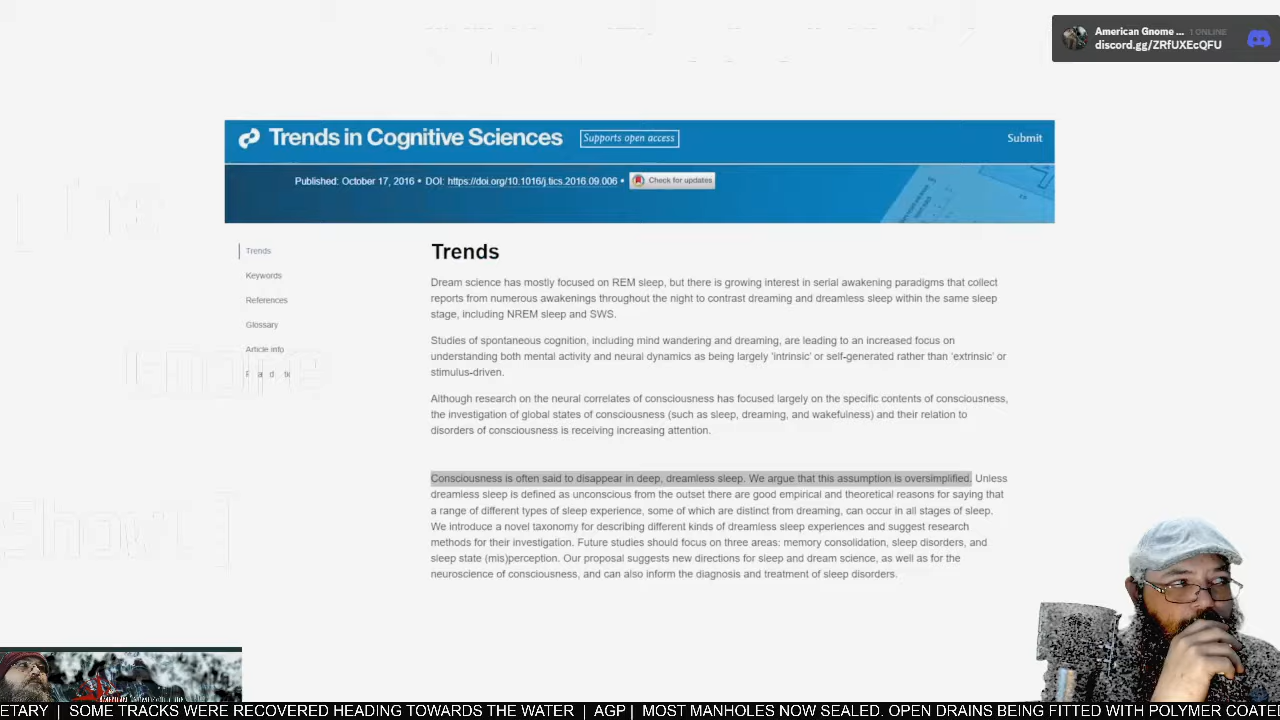 American Gnome ... 1 ONLINE
discord.gg/ZRfUXEcQFU
Trends in Cognitive Sciences Supports open access Submit
Published: October 17, 2016 • DOI: https://doi.org/10.1016/j.tics.2016.09.006 • Check for updates
Trends
Keywords
References
Glossary
Article info
Trends
Dream science has mostly focused on REM sleep, but there is growing interest in serial awakening paradigms that collect
reports from numerous awakenings throughout the night to contrast dreaming and dreamless sleep within the same sleep
stage, including NREM sleep and SWS.
Studies of spontaneous cognition, including mind wandering and dreaming, are leading to an increased focus on
understanding both mental activity and neural dynamics as being largely 'intrinsic' or self-generated rather than 'extrinsic' or
stimulus-driven.
Although research on the neural correlates of consciousness has focused largely on the specific contents of consciousness,
the investigation of global states of consciousness (such as sleep, dreaming, and wakefulness) and their relation to
disorders of consciousness is receiving increasing attention.
Consciousness is often said to disappear in deep, dreamless sleep. We argue that this assumption is oversimplified. Unless
dreamless sleep is defined as unconscious from the outset there are good empirical and theoretical reasons for saying that
a range of different types of sleep experience, some of which are distinct from dreaming, can occur in all stages of sleep.
We introduce a novel taxonomy for describing different kinds of dreamless sleep experiences and suggest research
methods for their investigation. Future studies should focus on three areas: memory consolidation, sleep disorders, and
sleep state (mis)perception. Our proposal suggests new directions for sleep and dream science, as well as for the
neuroscience of consciousness, and can also inform the diagnosis and treatment of sleep disorders.
The
Gnome
Show
ETARY | SOME TRACKS WERE RECOVERED HEADING TOWARDS THE WATER | AGP | MOST MANHOLES NOW SEALED. OPEN DRAINS BEING FITTED WITH POLYMER COATE